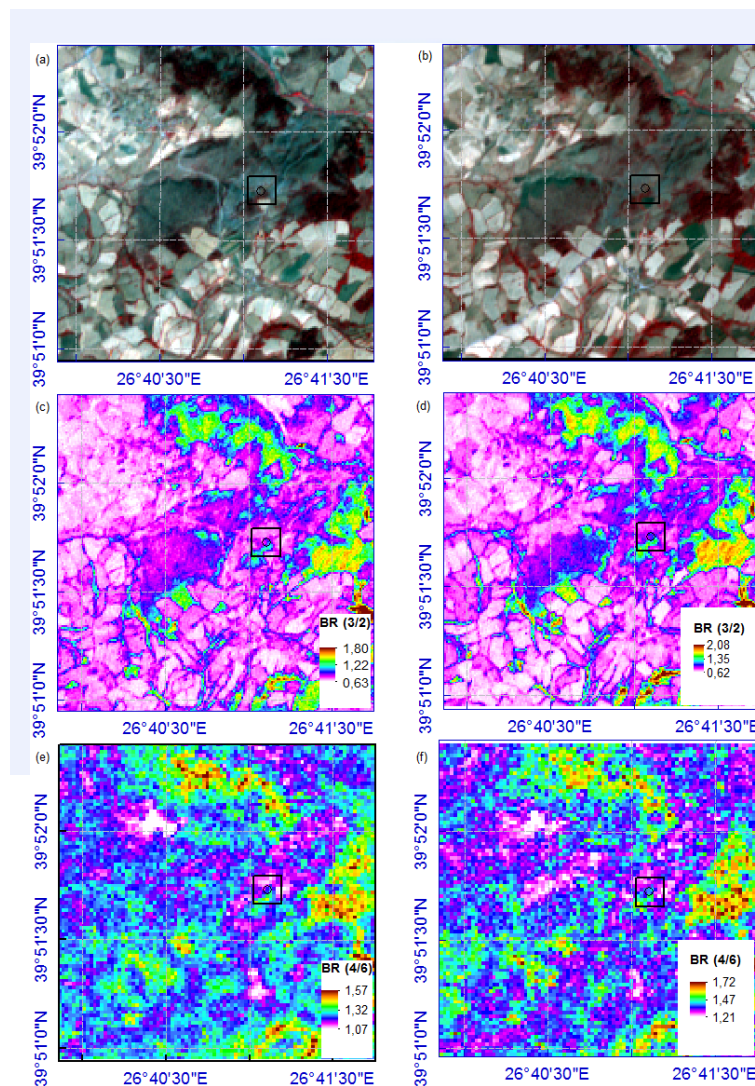 (a)
(b)
39°52'0"N
39°52'0"N
39°51'30"N
39°51'30"N
39°51'0"N
39°51'0"N
26°40'30"E
26°41'30"E
26°40'30"E
26°41'30"E
(c)
(d)
39°52'0"N
39°52'0"N
39°51'30"N
39°51'30"N
BR (3/2)
1,80
1,22
0,63
BR (3/2)
2,08
1,35
0,62
39°51'0"N
39°51'0"N
26°40'30"E
26°41'30"E
26°40'30"E
26°41'30"E
(e)
(f)
39°52'0"N
39°52'0"N
39°51'30"N
39°51'30"N
BR (4/6)
1,57
1,32
1,07
BR (4/6)
1,72
1,47
1,21
39°51'0"N
39°51'0"N
26°40'30"E
26°41'30"E
26°40'30"E
26°41'30"E